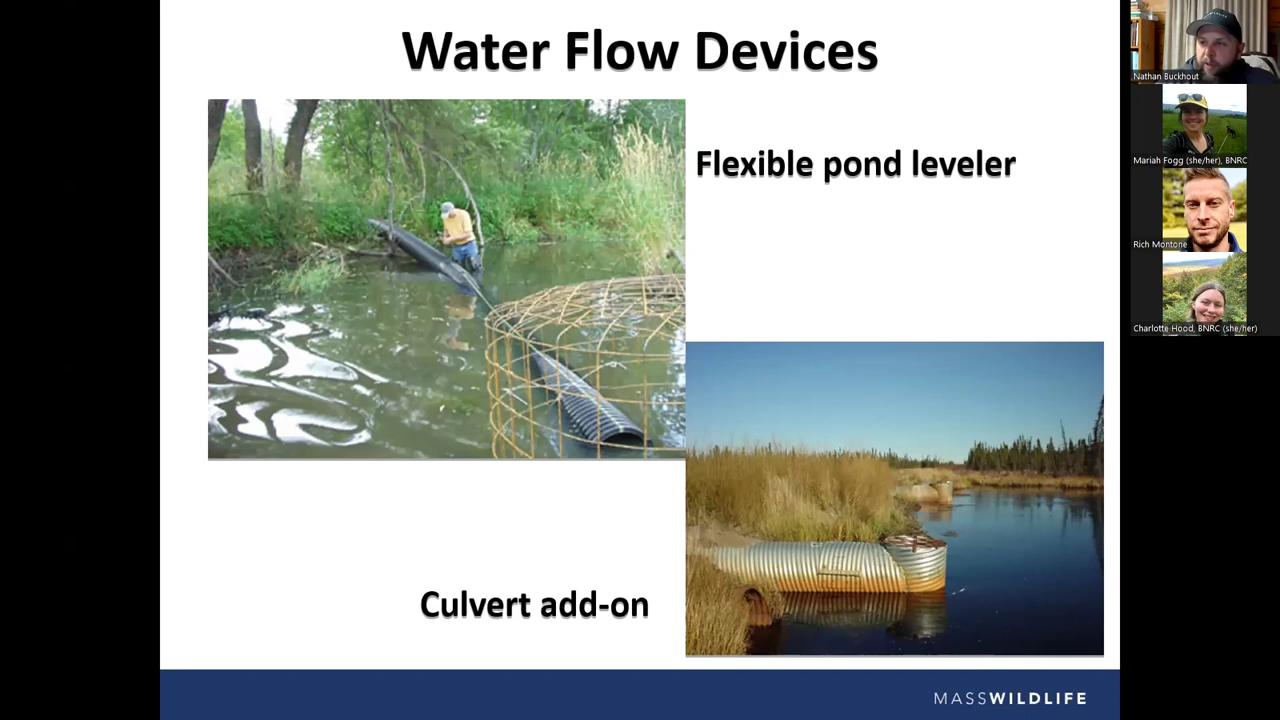 Water Flow Devices
Flexible pond leveler
Culvert add-on
MASSWILDLIFE
Nathan Buckhout
Mariah Fogg (she/her), BNRC
Rich Montone
Charlotte Hood, BNRC (she/her)